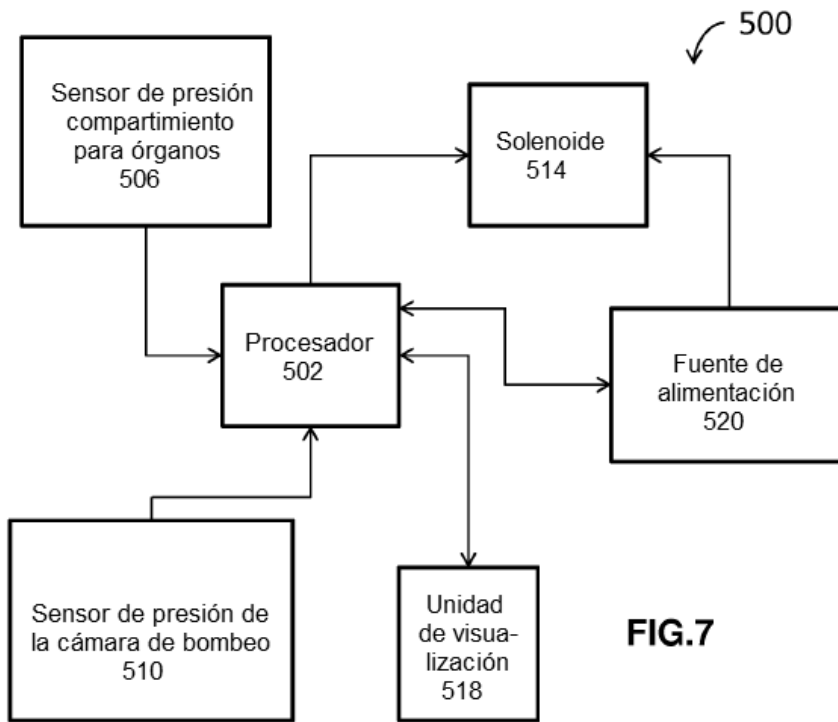 500
Sensor de presión
compartimiento
para órganos
506
Solenoide
514
Procesador
502
Fuente de
alimentación
520
Sensor de presión de
la cámara de bombeo
510
Unidad
de visua-
lización
518
FIG.7